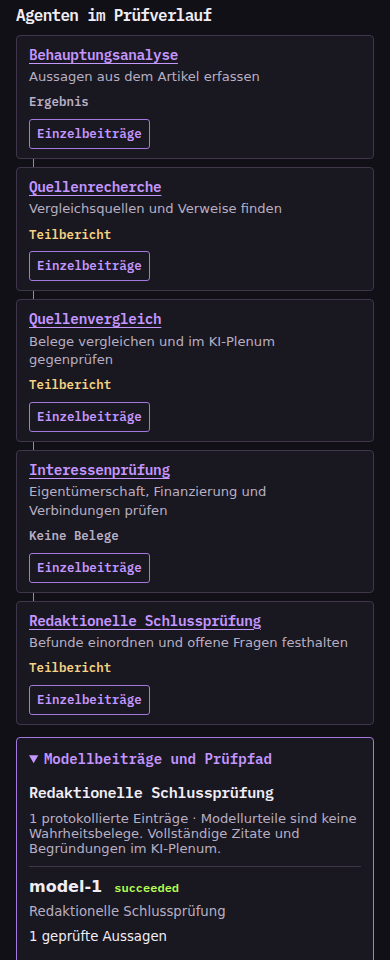 Agenten im Prüfverlauf
Behauptungsanalyse
Aussagen aus dem Artikel erfassen
Ergebnis
Einzelbeiträge
Quellenrecherche
Vergleichsquellen und Verweise finden
Teilbericht
Einzelbeiträge
Quellenvergleich
Belege vergleichen und im KI-Plenum
gegenprüfen
Teilbericht
Einzelbeiträge
Interessenprüfung
Eigentümerschaft, Finanzierung und
Verbindungen prüfen
Keine Belege
Einzelbeiträge
Redaktionelle Schlussprüfung
Befunde einordnen und offene Fragen festhalten
Teilbericht
Einzelbeiträge
▼ Modellbeiträge und Prüfpfad
Redaktionelle Schlussprüfung
1 protokollierte Einträge · Modellurteile sind keine
Wahrheitsbelege. Vollständige Zitate und
Begründungen im KI-Plenum.
model-1 succeeded
Redaktionelle Schlussprüfung
1 geprüfte Aussagen